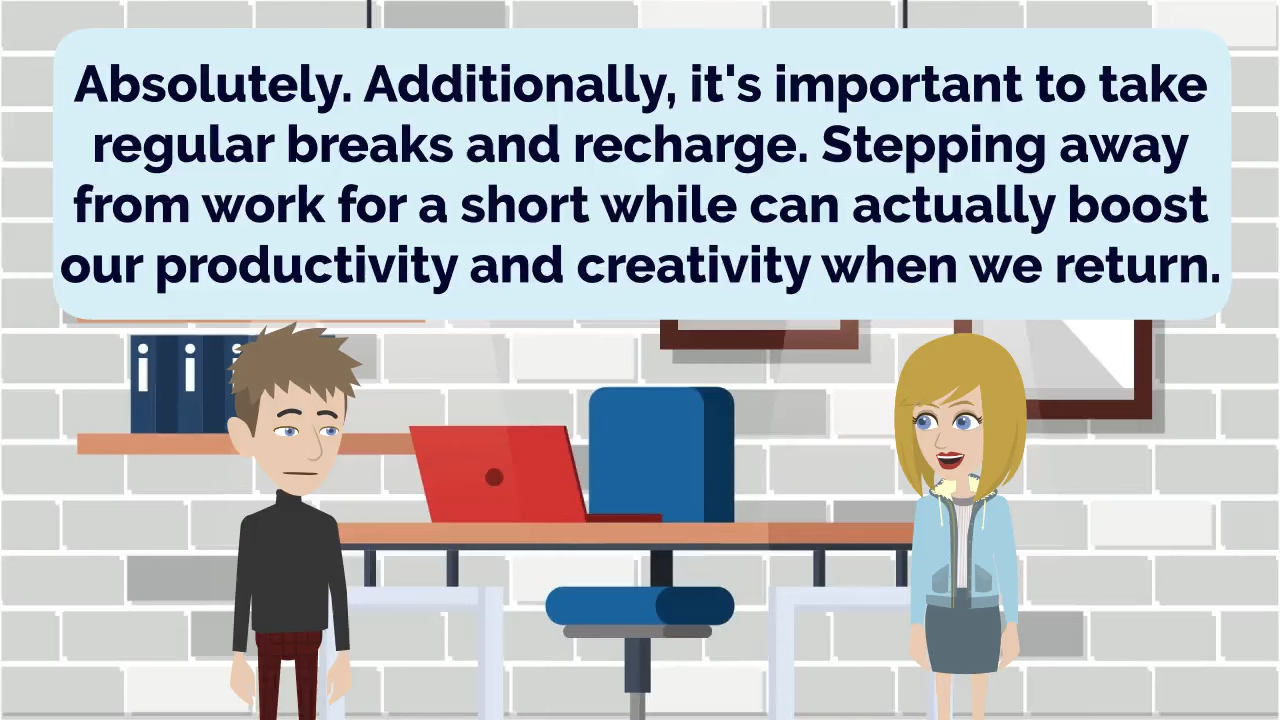 Absolutely. Additionally, it's important to take
regular breaks and recharge. Stepping away
from work for a short while can actually boost
our productivity and creativity when we return.